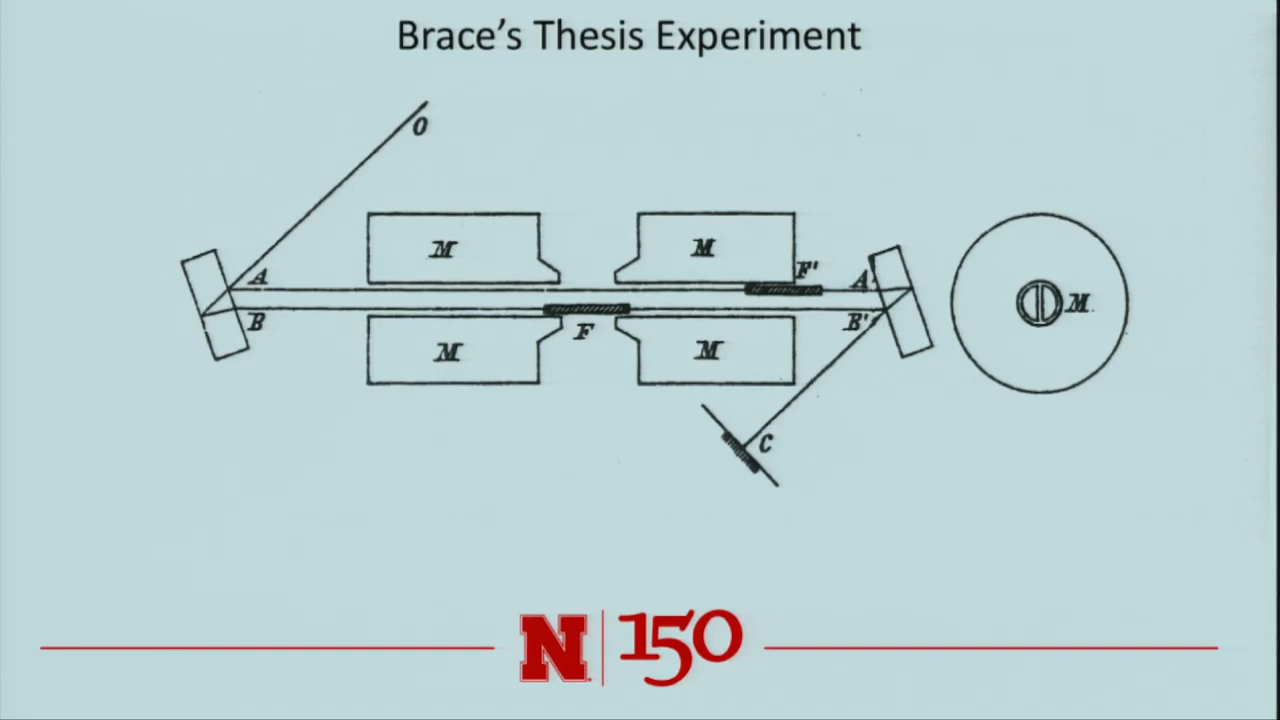 Brace's Thesis Experiment
O
M M
F'
A A'
B B' M.
F
M M
C
N 150